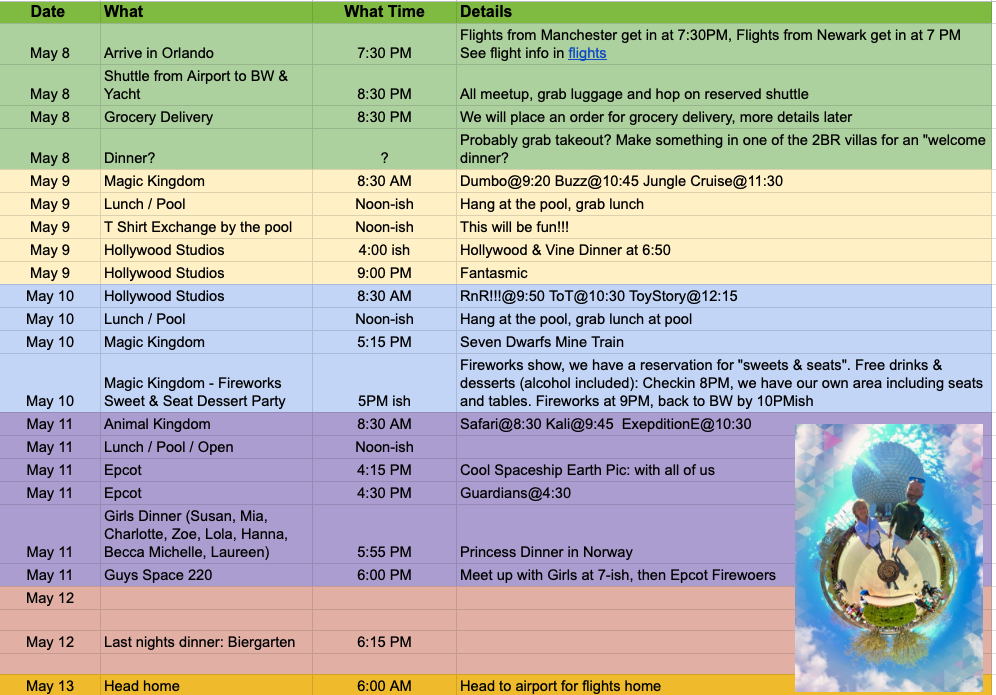 Date What What Time Details
Flights from Manchester get in at 7:30PM, Flights from Newark get in at 7 PM
May 8 Arrive in Orlando 7:30 PM See flight info in flights
Shuttle from Airport to BW &
May 8 Yacht 8:30 PM All meetup, grab luggage and hop on reserved shuttle
May 8 Grocery Delivery 8:30 PM We will place an order for grocery delivery, more details later
Probably grab takeout? Make something in one of the 2BR villas for an "welcome
May 8 Dinner? ? dinner?
May 9 Magic Kingdom 8:30 AM Dumbo@9:20 Buzz@10:45 Jungle Cruise@11:30
May 9 Lunch / Pool Noon-ish Hang at the pool, grab lunch
May 9 T Shirt Exchange by the pool Noon-ish This will be fun!!!
May 9 Hollywood Studios 4:00 ish Hollywood & Vine Dinner at 6:50
May 9 Hollywood Studios 9:00 PM Fantasmic
May 10 Hollywood Studios 8:30 AM RnR!!!@9:50 ToT@10:30 ToyStory@12:15
May 10 Lunch / Pool Noon-ish Hang at the pool, grab lunch at pool
May 10 Magic Kingdom 5:15 PM Seven Dwarfs Mine Train
Fireworks show, we have a reservation for "sweets & seats". Free drinks &
Magic Kingdom - Fireworks desserts (alcohol included): Checkin 8PM, we have our own area including seats
May 10 Sweet & Seat Dessert Party 5PM ish and tables. Fireworks at 9PM, back to BW by 10PMish
May 11 Animal Kingdom 8:30 AM Safari@8:30 Kali@9:45 ExepditionE@10:30
May 11 Lunch / Pool / Open Noon-ish
May 11 Epcot 4:15 PM Cool Spaceship Earth Pic: with all of us
May 11 Epcot 4:30 PM Guardians@4:30
Girls Dinner (Susan, Mia,
Charlotte, Zoe, Lola, Hanna,
May 11 Becca Michelle, Laureen) 5:55 PM Princess Dinner in Norway
May 11 Guys Space 220 6:00 PM Meet up with Girls at 7-ish, then Epcot Firewoers
May 12
May 12 Last nights dinner: Biergarten 6:15 PM
May 13 Head home 6:00 AM Head to airport for flights home